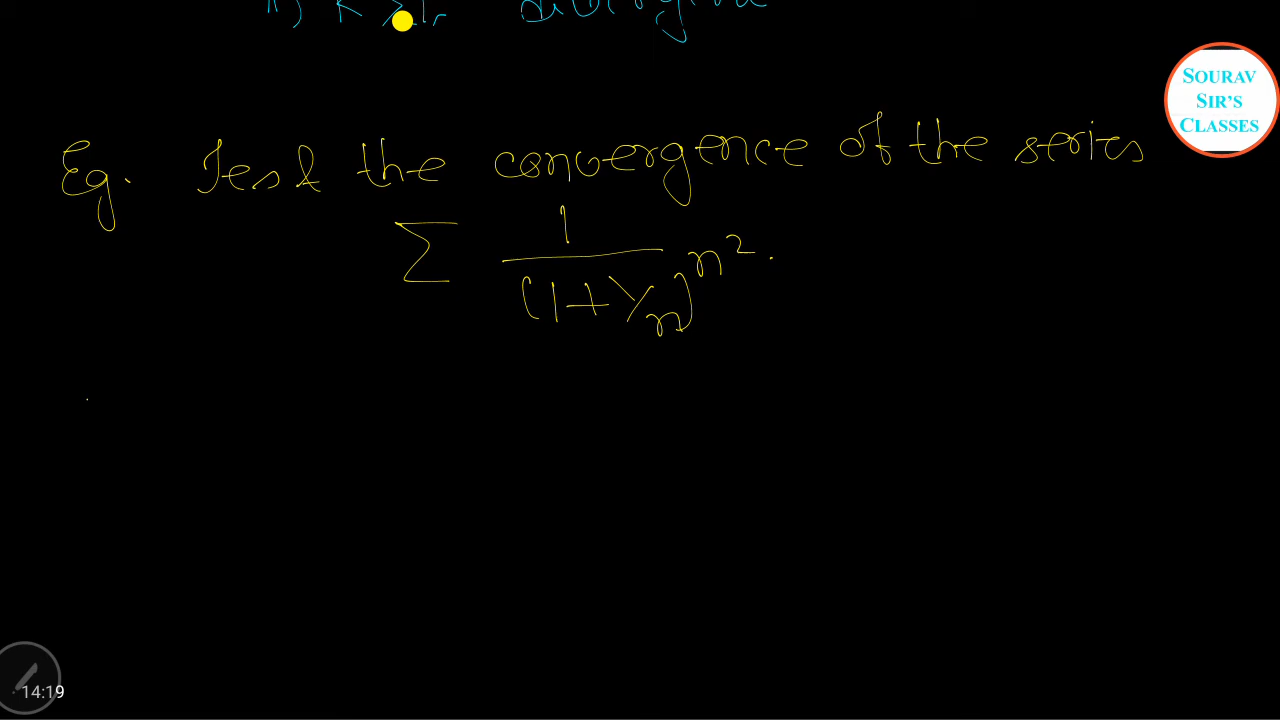 SOURAV
SIR'S
CLASSES
Eg. Test the convergence of the series
∑ 1/(1+1/n)^n².
14:19